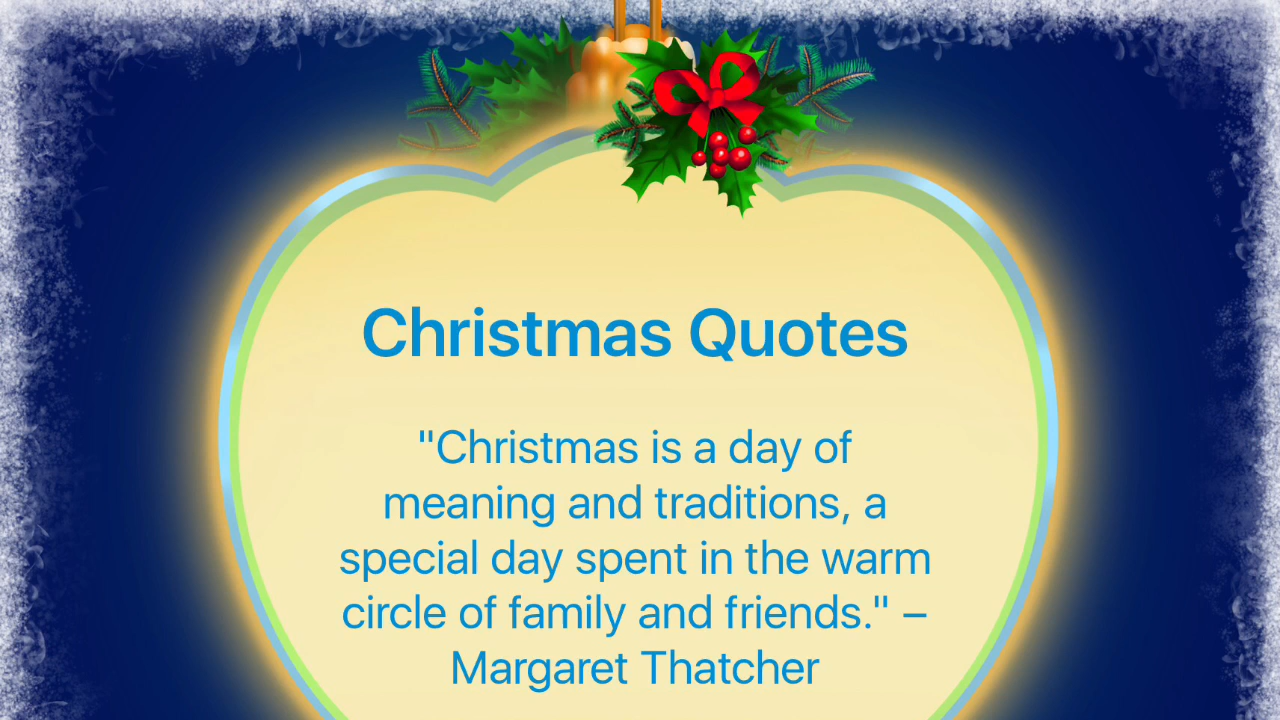 Christmas Quotes
"Christmas is a day of
meaning and traditions, a
special day spent in the warm
circle of family and friends." –
Margaret Thatcher